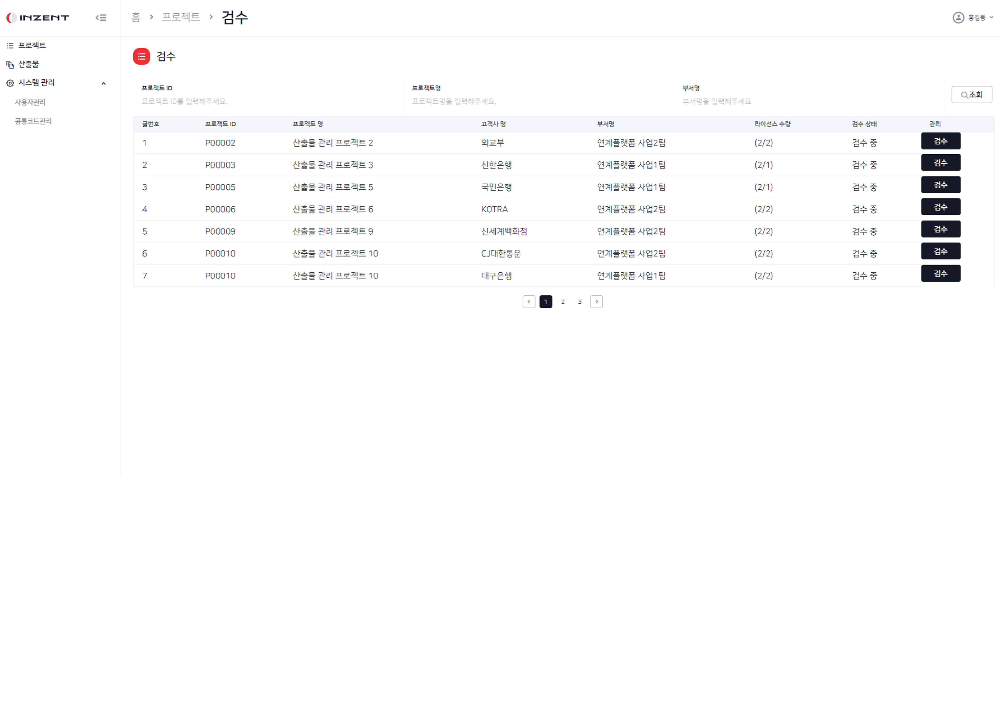 INZENT
홈 > 프로젝트 > 검수
홍길동
프로젝트
산출물
시스템 관리
사용자관리
공통코드관리
검수
프로젝트 ID 프로젝트명 부서명
프로젝트 ID를 입력해주세요. 프로젝트명을 입력해주세요. 부서명을 입력해주세요
조회
글번호 프로젝트 ID 프로젝트 명 고객사 명 부서명 라이선스 수량 검수 상태 관리
1 P00002 산출물 관리 프로젝트 2 외교부 연계플랫폼 사업2팀 (2/2) 검수 중 검수
2 P00003 산출물 관리 프로젝트 3 신한은행 연계플랫폼 사업1팀 (2/1) 검수 중 검수
3 P00005 산출물 관리 프로젝트 5 국민은행 연계플랫폼 사업1팀 (2/1) 검수 중 검수
4 P00006 산출물 관리 프로젝트 6 KOTRA 연계플랫폼 사업2팀 (2/2) 검수 중 검수
5 P00009 산출물 관리 프로젝트 9 신세계백화점 연계플랫폼 사업2팀 (2/2) 검수 중 검수
6 P00010 산출물 관리 프로젝트 10 CJ대한통운 연계플랫폼 사업2팀 (2/2) 검수 중 검수
7 P00010 산출물 관리 프로젝트 10 대구은행 연계플랫폼 사업1팀 (2/2) 검수 중 검수
< 1 2 3 >